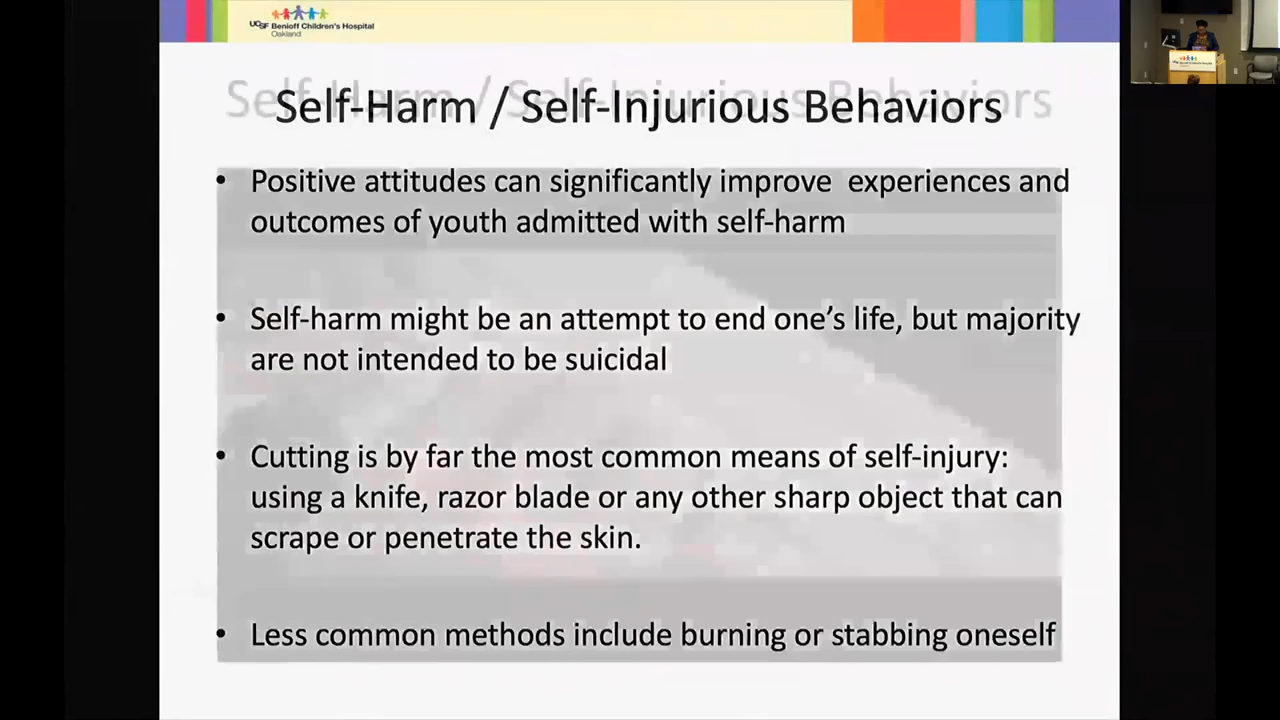 UCSF Benioff Children's Hospital
Oakland
Self-Harm / Self-Injurious Behaviors
• Positive attitudes can significantly improve experiences and
outcomes of youth admitted with self-harm
• Self-harm might be an attempt to end one's life, but majority
are not intended to be suicidal
• Cutting is by far the most common means of self-injury:
using a knife, razor blade or any other sharp object that can
scrape or penetrate the skin.
• Less common methods include burning or stabbing oneself